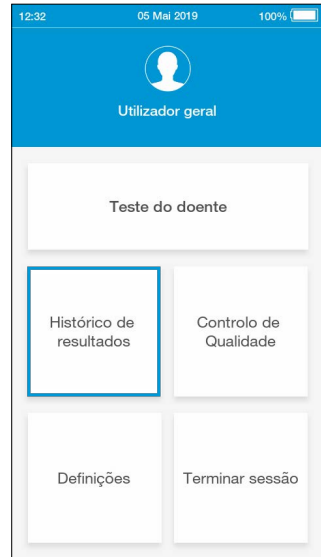 12:32 05 Mai 2019 100%
Utilizador geral
Teste do doente
Histórico de
resultados
Controlo de
Qualidade
Definições
Terminar sessão